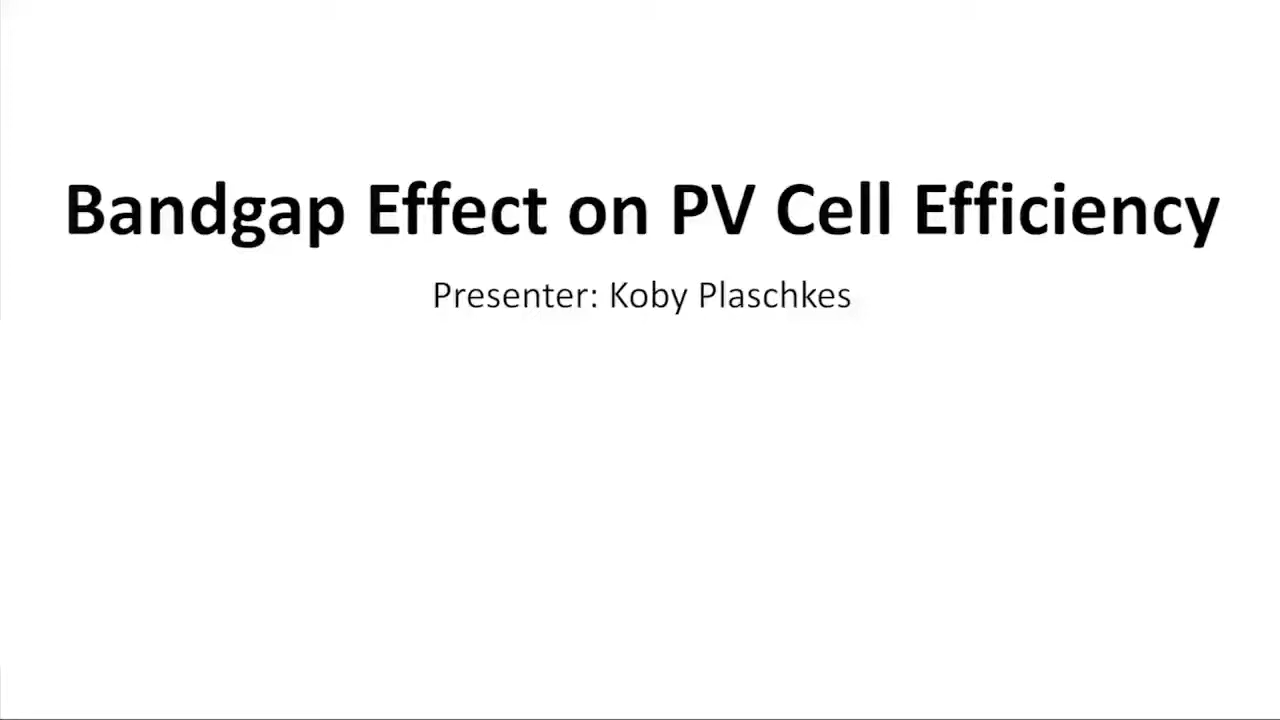 Bandgap Effect on PV Cell Efficiency
Presenter: Koby Plaschkes